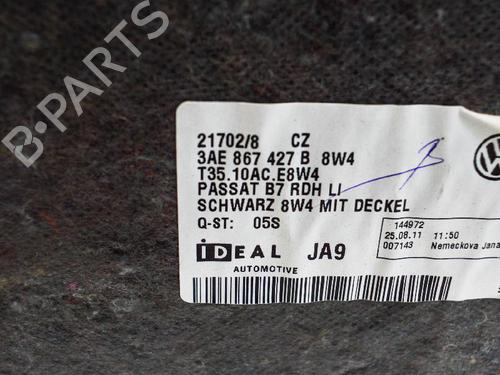 B-PARTS
21702/8 CZ
3AE 867 427 B 8W4
T35.10AC.E8W4
PASSAT B7 RDH LI
SCHWARZ 8W4 MIT DECKEL
Q-ST: 05S
iDEAL JA9
AUTOMOTIVE
144972
25.08.11 11:50
007143 Nemeckova Jana